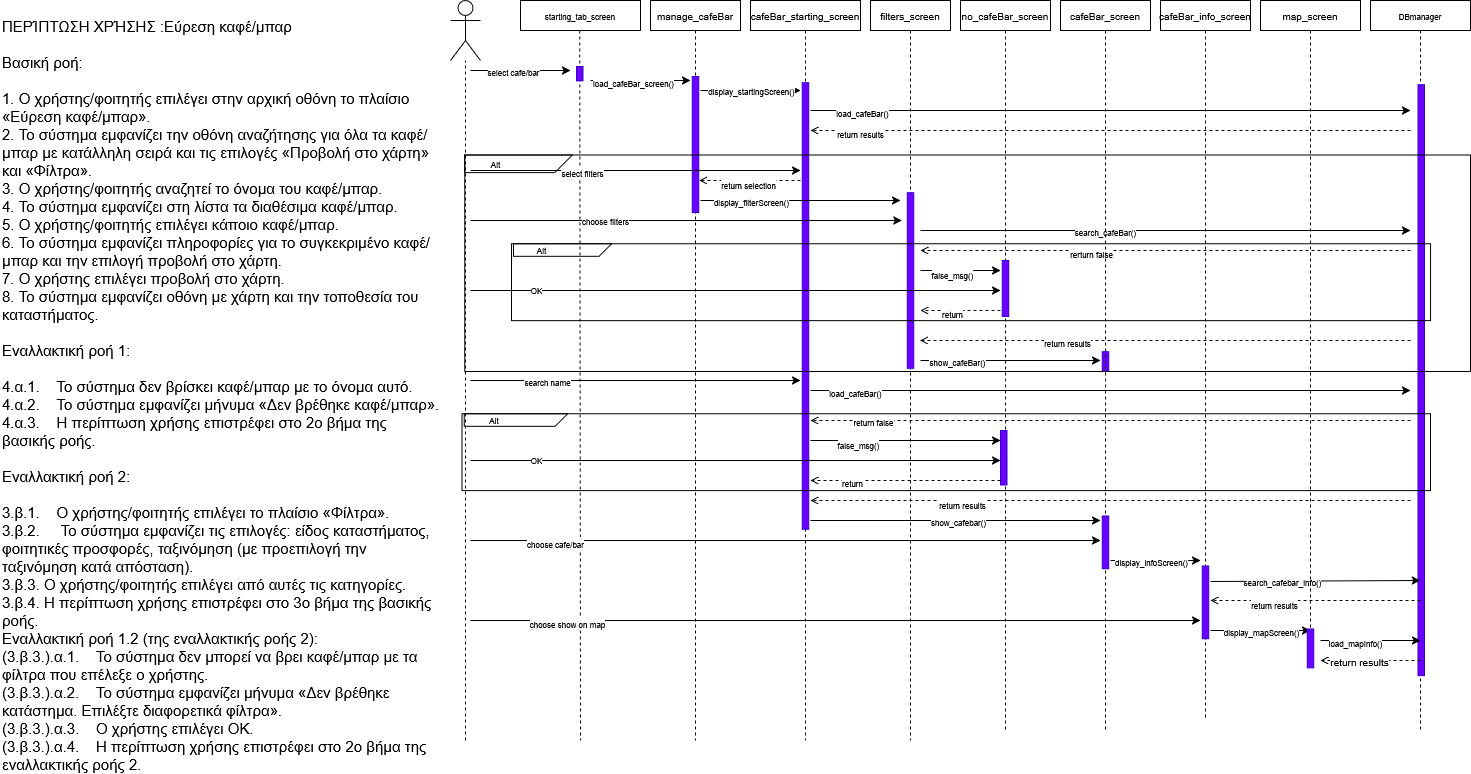 ΠΕΡΊΠΤΩΣΗ ΧΡΉΣΗΣ :Εύρεση καφέ/μπαρ
Βασική ροή:
1. Ο χρήστης/φοιτητής επιλέγει στην αρχική οθόνη το πλαίσιο
«Εύρεση καφέ/μπαρ».
2. Το σύστημα εμφανίζει την οθόνη αναζήτησης για όλα τα καφέ/
μπαρ με κατάλληλη σειρά και τις επιλογές «Προβολή στο χάρτη»
και «Φίλτρα».
3. Ο χρήστης/φοιτητής αναζητεί το όνομα του καφέ/μπαρ.
4. Το σύστημα εμφανίζει στη λίστα τα διαθέσιμα καφέ/μπαρ.
5. Ο χρήστης/φοιτητής επιλέγει κάποιο καφέ/μπαρ.
6. Το σύστημα εμφανίζει πληροφορίες για το συγκεκριμένο καφέ/
μπαρ και την επιλογή προβολή στο χάρτη.
7. Ο χρήστης επιλέγει προβολή στο χάρτη.
8. Το σύστημα εμφανίζει οθόνη με χάρτη και την τοποθεσία του
καταστήματος.
Εναλλακτική ροή 1:
4.α.1. Το σύστημα δεν βρίσκει καφέ/μπαρ με το όνομα αυτό.
4.α.2. Το σύστημα εμφανίζει μήνυμα «Δεν βρέθηκε καφέ/μπαρ».
4.α.3. Η περίπτωση χρήσης επιστρέφει στο 2ο βήμα της
βασικής ροής.
Εναλλακτική ροή 2:
3.β.1. Ο χρήστης/φοιτητής επιλέγει το πλαίσιο «Φίλτρα».
3.β.2. Το σύστημα εμφανίζει τις επιλογές: είδος καταστήματος,
φοιτητικές προσφορές, ταξινόμηση (με προεπιλογή την
ταξινόμηση κατά απόσταση).
3.β.3. Ο χρήστης/φοιτητής επιλέγει από αυτές τις κατηγορίες.
3.β.4. Η περίπτωση χρήσης επιστρέφει στο 3ο βήμα της βασικής
ροής.
Εναλλακτική ροή 1.2 (της εναλλακτικής ροής 2):
(3.β.3.).α.1. Το σύστημα δεν μπορεί να βρει καφέ/μπαρ με τα
φίλτρα που επέλεξε ο χρήστης.
(3.β.3.).α.2. Το σύστημα εμφανίζει μήνυμα «Δεν βρέθηκε
κατάστημα. Επιλέξτε διαφορετικά φίλτρα».
(3.β.3.).α.3. Ο χρήστης επιλέγει ΟΚ.
(3.β.3.).α.4. Η περίπτωση χρήσης επιστρέφει στο 2ο βήμα της
εναλλακτικής ροής 2.
starting_tab_screen
manage_cafeBar
cafeBar_starting_screen
filters_screen
no_cafeBar_screen
cafeBar_screen
cafeBar_info_screen
map_screen
DBmanager
select cafe/bar
load_cafeBar_screen()
display_startingScreen()
load_cafeBar()
return results
Alt
select filters
return selection
display_filterScreen()
choose filters
search_cafeBar()
Alt
rerturn false
false_msg()
OK
return
return results
show_cafeBar()
search name
load_cafeBar()
Alt
return false
false_msg()
OK
return
return results
show_cafebar()
choose cafe/bar
display_infoScreen()
search_cafebar_info()
return results
choose show on map
display_mapScreen()
load_mapinfo()
return results